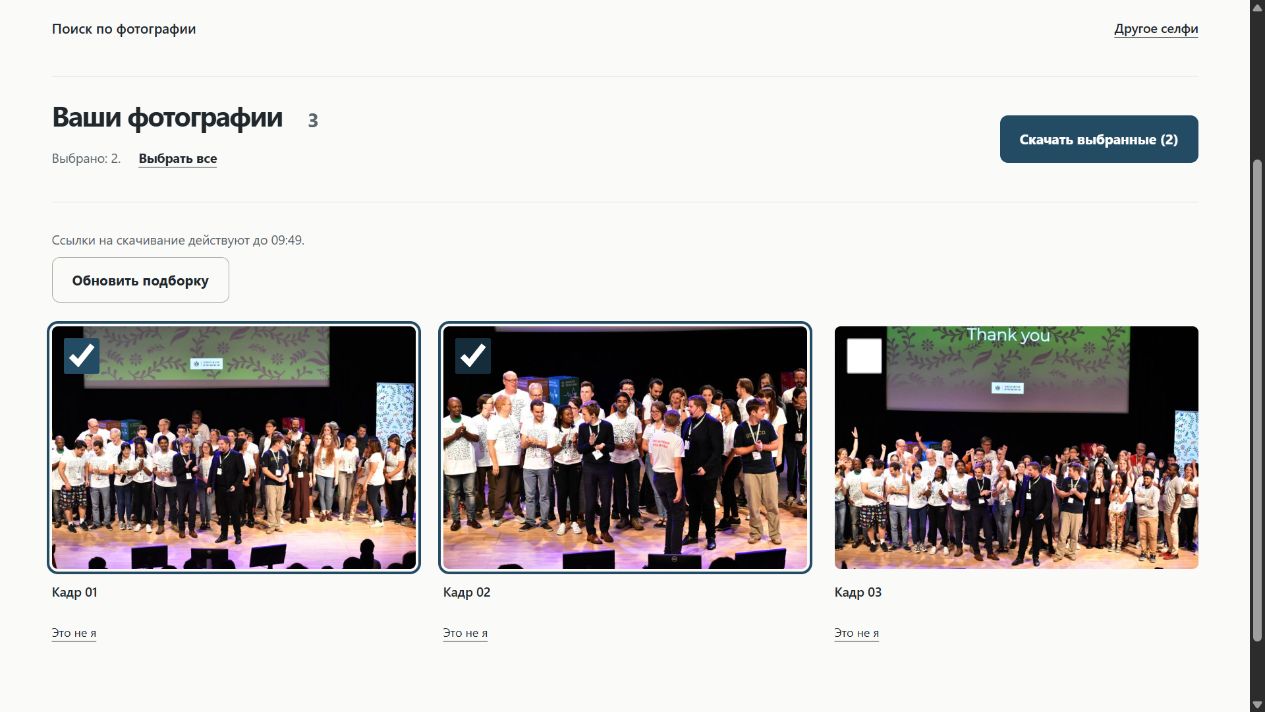 Поиск по фотографии
Другое селфи
Ваши фотографии 3
Выбрано: 2. Выбрать все
Скачать выбранные (2)
Ссылки на скачивание действуют до 09:49.
Обновить подборку
Thank you
Кадр 01
Кадр 02
Кадр 03
Это не я
Это не я
Это не я